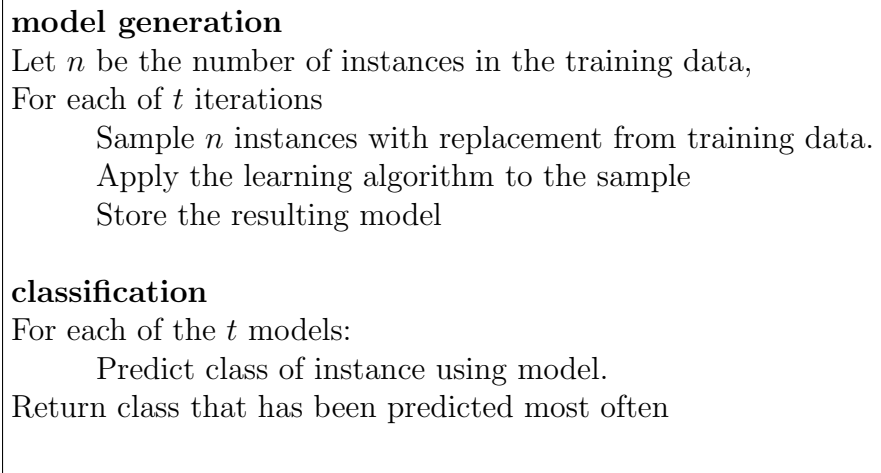 model generation
Let n be the number of instances in the training data,
For each of t iterations
Sample n instances with replacement from training data.
Apply the learning algorithm to the sample
Store the resulting model
classification
For each of the t models:
Predict class of instance using model.
Return class that has been predicted most often